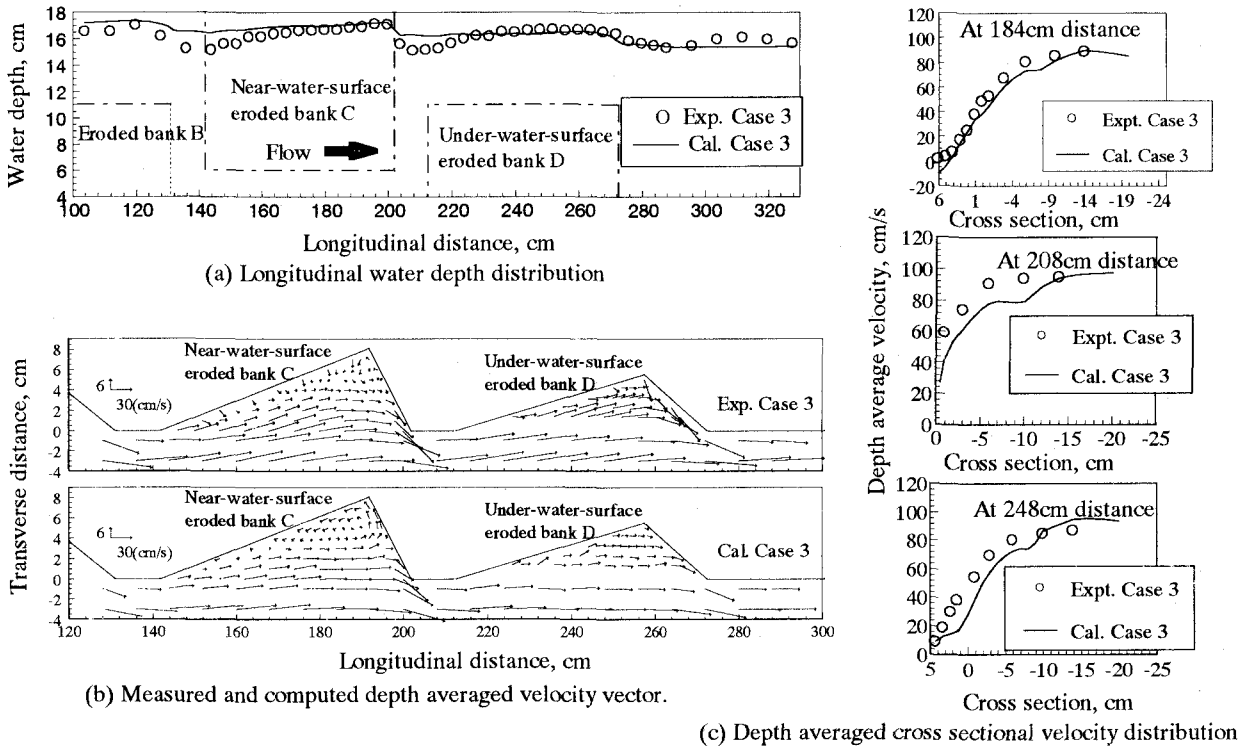 Water depth, cm
18
16
14
12
10
8
6
4
Near-water-surface
eroded bank C
Eroded bank B
Flow
Under-water-surface
eroded bank D
Exp. Case 3
Cal. Case 3
100 120 140 160 180 200 220 240 260 280 300 320
Longitudinal distance, cm
(a) Longitudinal water depth distribution
Transverse distance, cm
8
6
4
2
0
-2
-4
Near-water-surface
eroded bank C
Under-water-surface
eroded bank D
6
30(cm/s)
Exp. Case 3
8
6
4
2
0
-2
-4
Near-water-surface
eroded bank C
Under-water-surface
eroded bank D
6
30(cm/s)
Cal. Case 3
120 140 160 180 200 220 240 260 280 300
Longitudinal distance, cm
(b) Measured and computed depth averaged velocity vector.
Depth average velocity, cm/s
At 184cm distance
120
100
80
60
40
20
0
-20
Expt. Case 3
Cal. Case 3
6 1 -4 -9 -14 -19 -24
Cross section, cm
At 208cm distance
120
100
80
60
40
20
0
Expt. Case 3
Cal. Case 3
0 -5 -10 -15 -20 -25
Cross section, cm
At 248cm distance
120
100
80
60
40
20
0
Expt. Case 3
Cal. Case 3
5 0 -5 -10 -15 -20 -25
Cross section, cm
(c) Depth averaged cross sectional velocity distribution